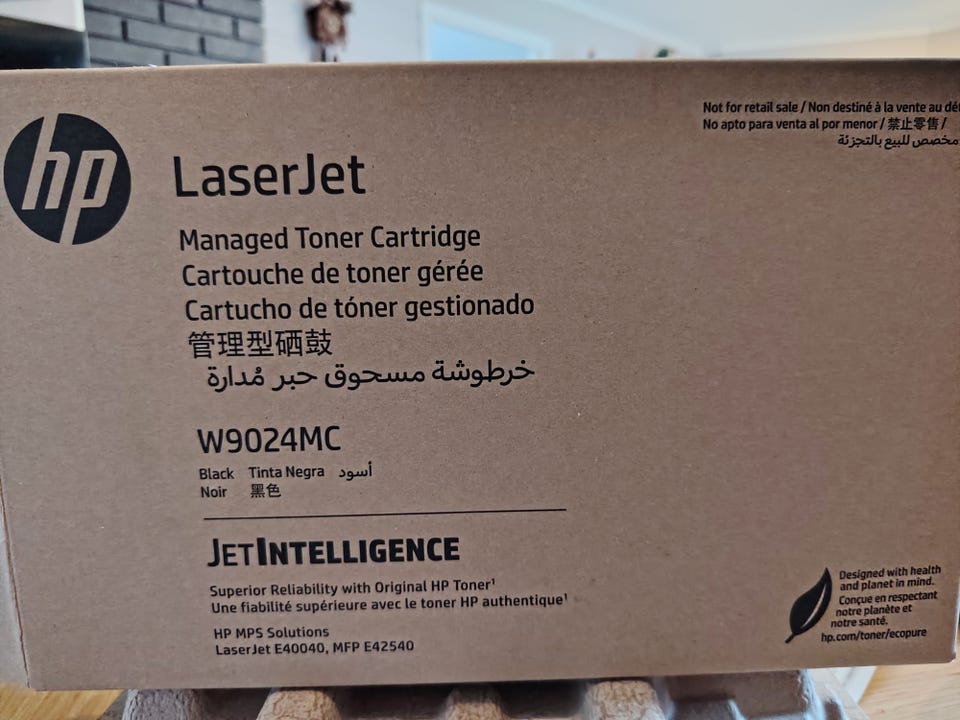 hp
LaserJet
Not for retail sale / Non destiné à la vente au
No apto para venta al por menor / 禁止零售 /
مخصص للبيع بالتجزئة
Managed Toner Cartridge
Cartouche de toner gérée
Cartucho de tóner gestionado
管理型硒鼓
خرطوشة مسحوق حبر مُدارة
W9024MC
Black Tinta Negra أسود
Noir 黑色
JETINTELLIGENCE
Superior Reliability with Original HP Toner¹
Une fiabilité supérieure avec le toner HP authentique¹
HP MPS Solutions
LaserJet E40040, MFP E42540
Designed with health
and planet in mind.
Conçue en respectant
notre planète et
notre santé.
hp.com/toner/ecopure